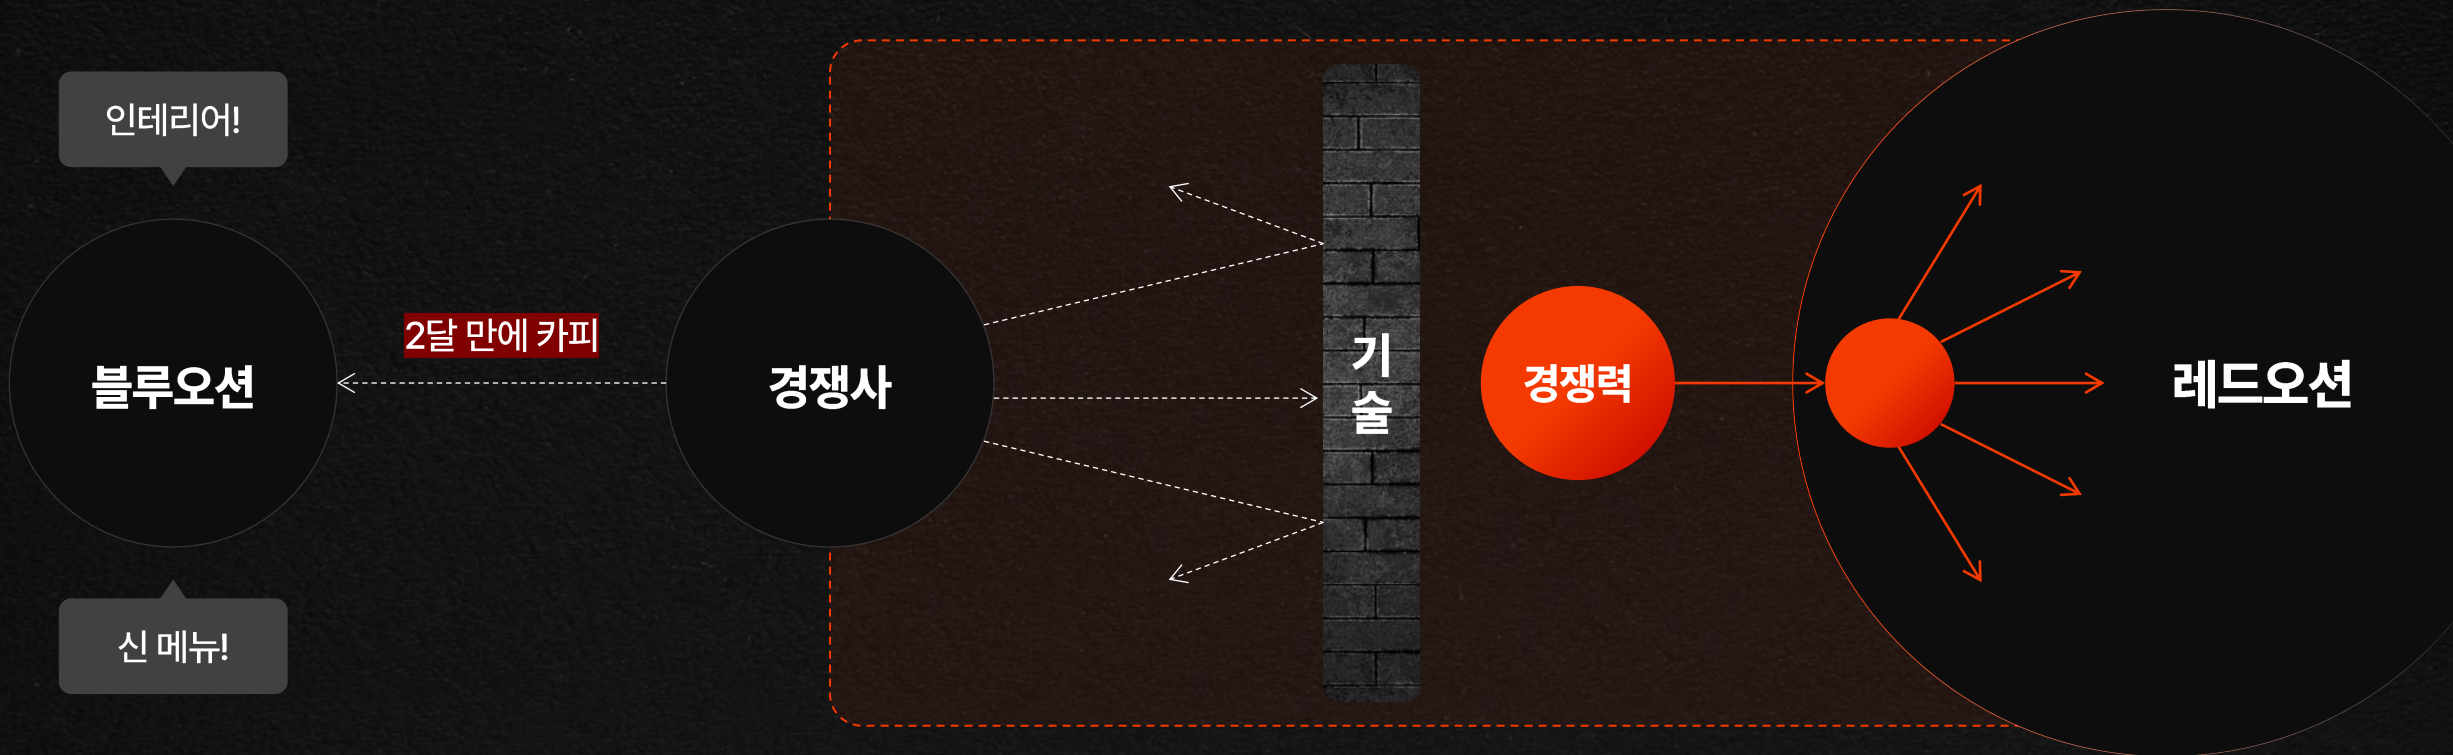 인테리어!
블루오션
신 메뉴!
2달 만에 카피
경쟁사
기
술
경쟁력
레드오션